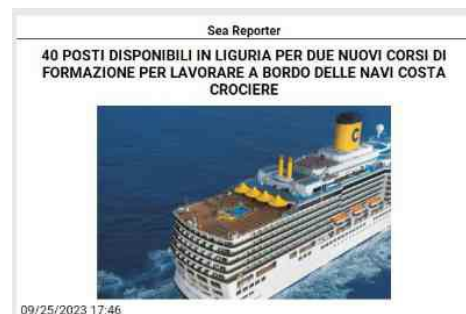 Sea Reporter
40 POSTI DISPONIBILI IN LIGURIA PER DUE NUOVI CORSI DI
FORMAZIONE PER LAVORARE A BORDO DELLE NAVI COSTA
CROCIERE
09/25/2023 17:46